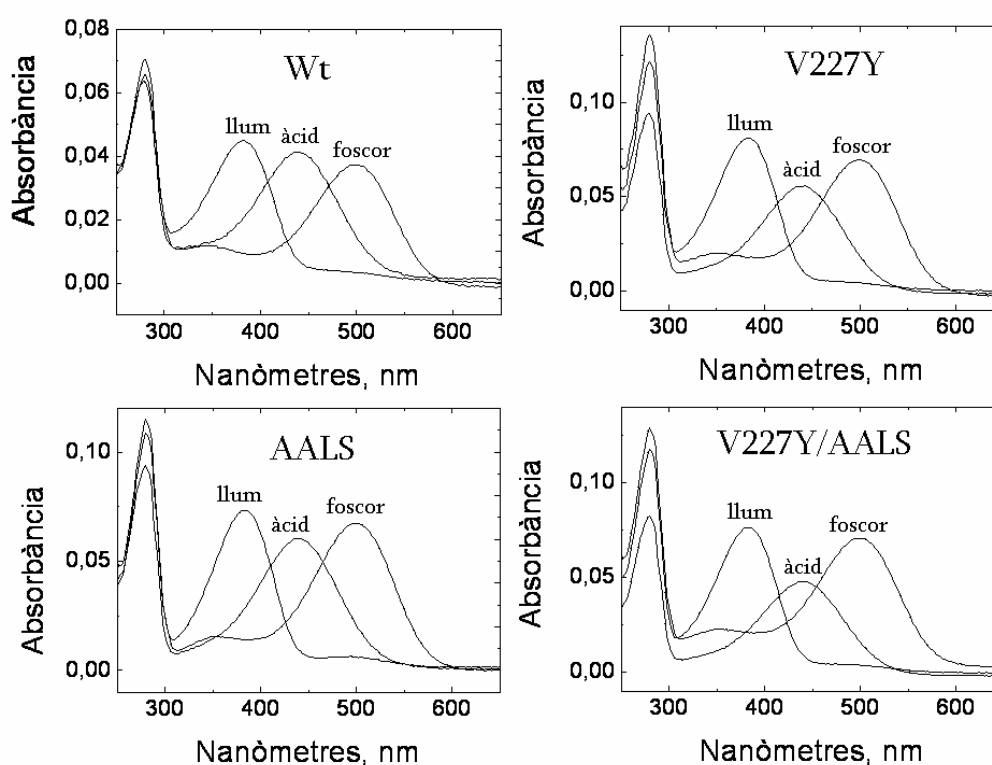 0,08
0,06
0,04
0,02
0,00
Absorbància
Wt
llum
àcid
foscor
300 400 500 600
Nanòmetres, nm
0,10
0,05
0,00
Absorbància
V227Y
llum
àcid
foscor
300 400 500 600
Nanòmetres, nm
0,10
0,05
0,00
Absorbància
AALS
llum
àcid
foscor
300 400 500 600
Nanòmetres, nm
0,10
0,05
0,00
Absorbància
V227Y/AALS
llum
àcid
foscor
300 400 500 600
Nanòmetres, nm